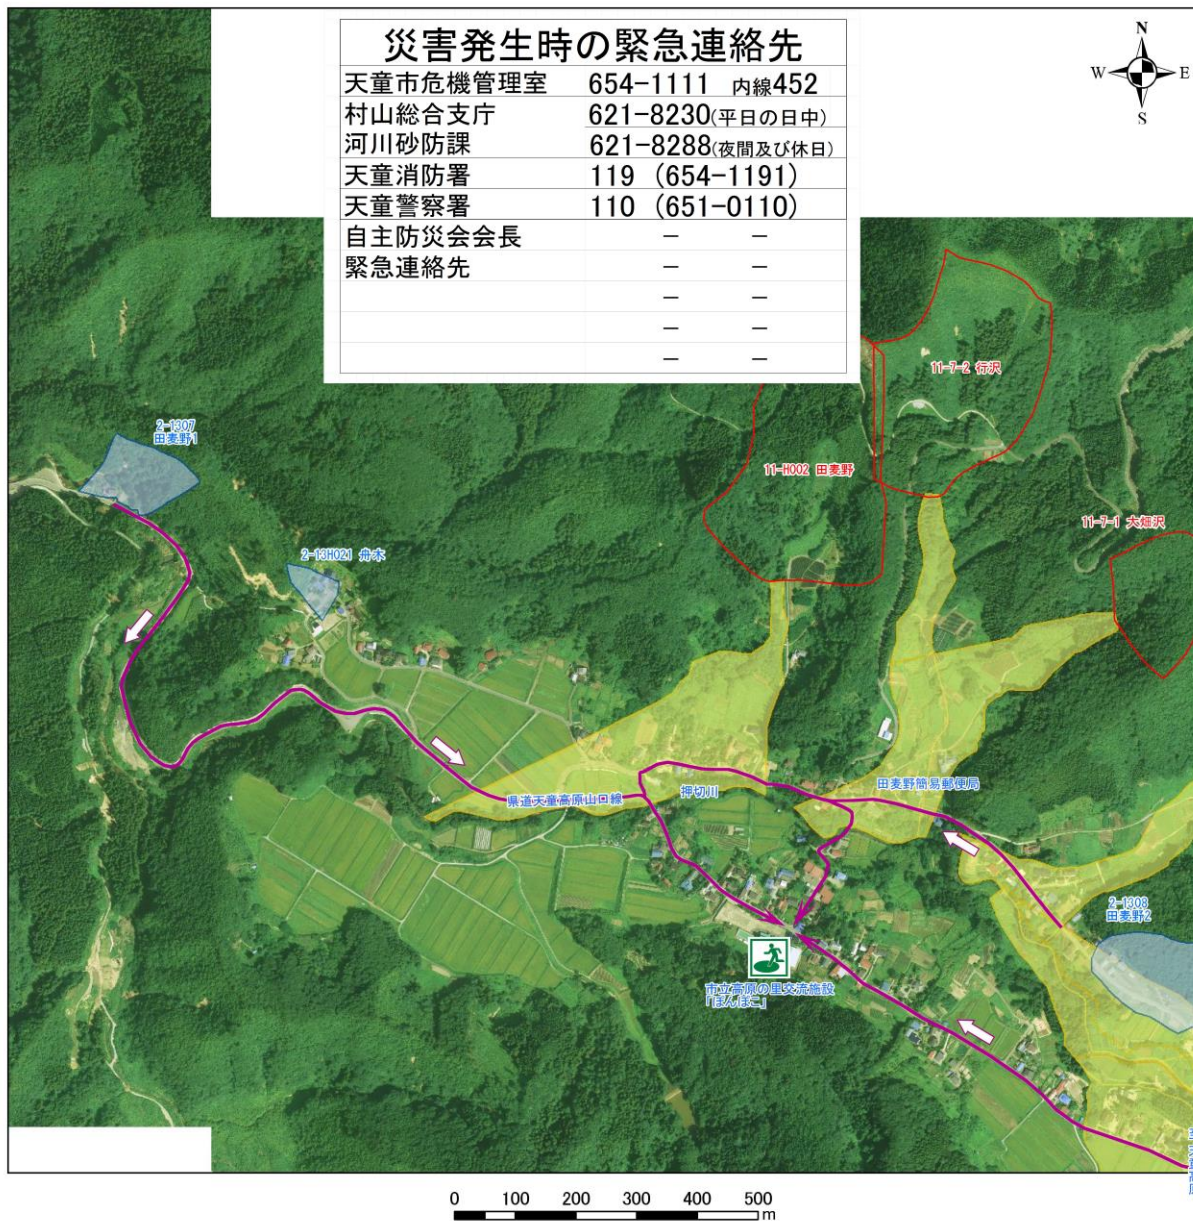 災害発生時の緊急連絡先
天童市危機管理室 654-1111 内線452
村山総合支庁 621-8230(平日の日中)
河川砂防課 621-8288(夜間及び休日)
天童消防署 119 (654-1191)
天童警察署 110 (651-0110)
自主防災会会長 － －
緊急連絡先 － －
－ －
－ －
－ －
N
W E
S
11-7-2 行沢
2-1307
田麦野1
11-H002 田麦野
11-7-1 大畑沢
2-13H021 舟木
田麦野簡易郵便局
押切川
県道天童高原山口線
2-1308
田麦野2
市立高原の里交流施設
「ぽんぽこ」
0 100 200 300 400 500
m